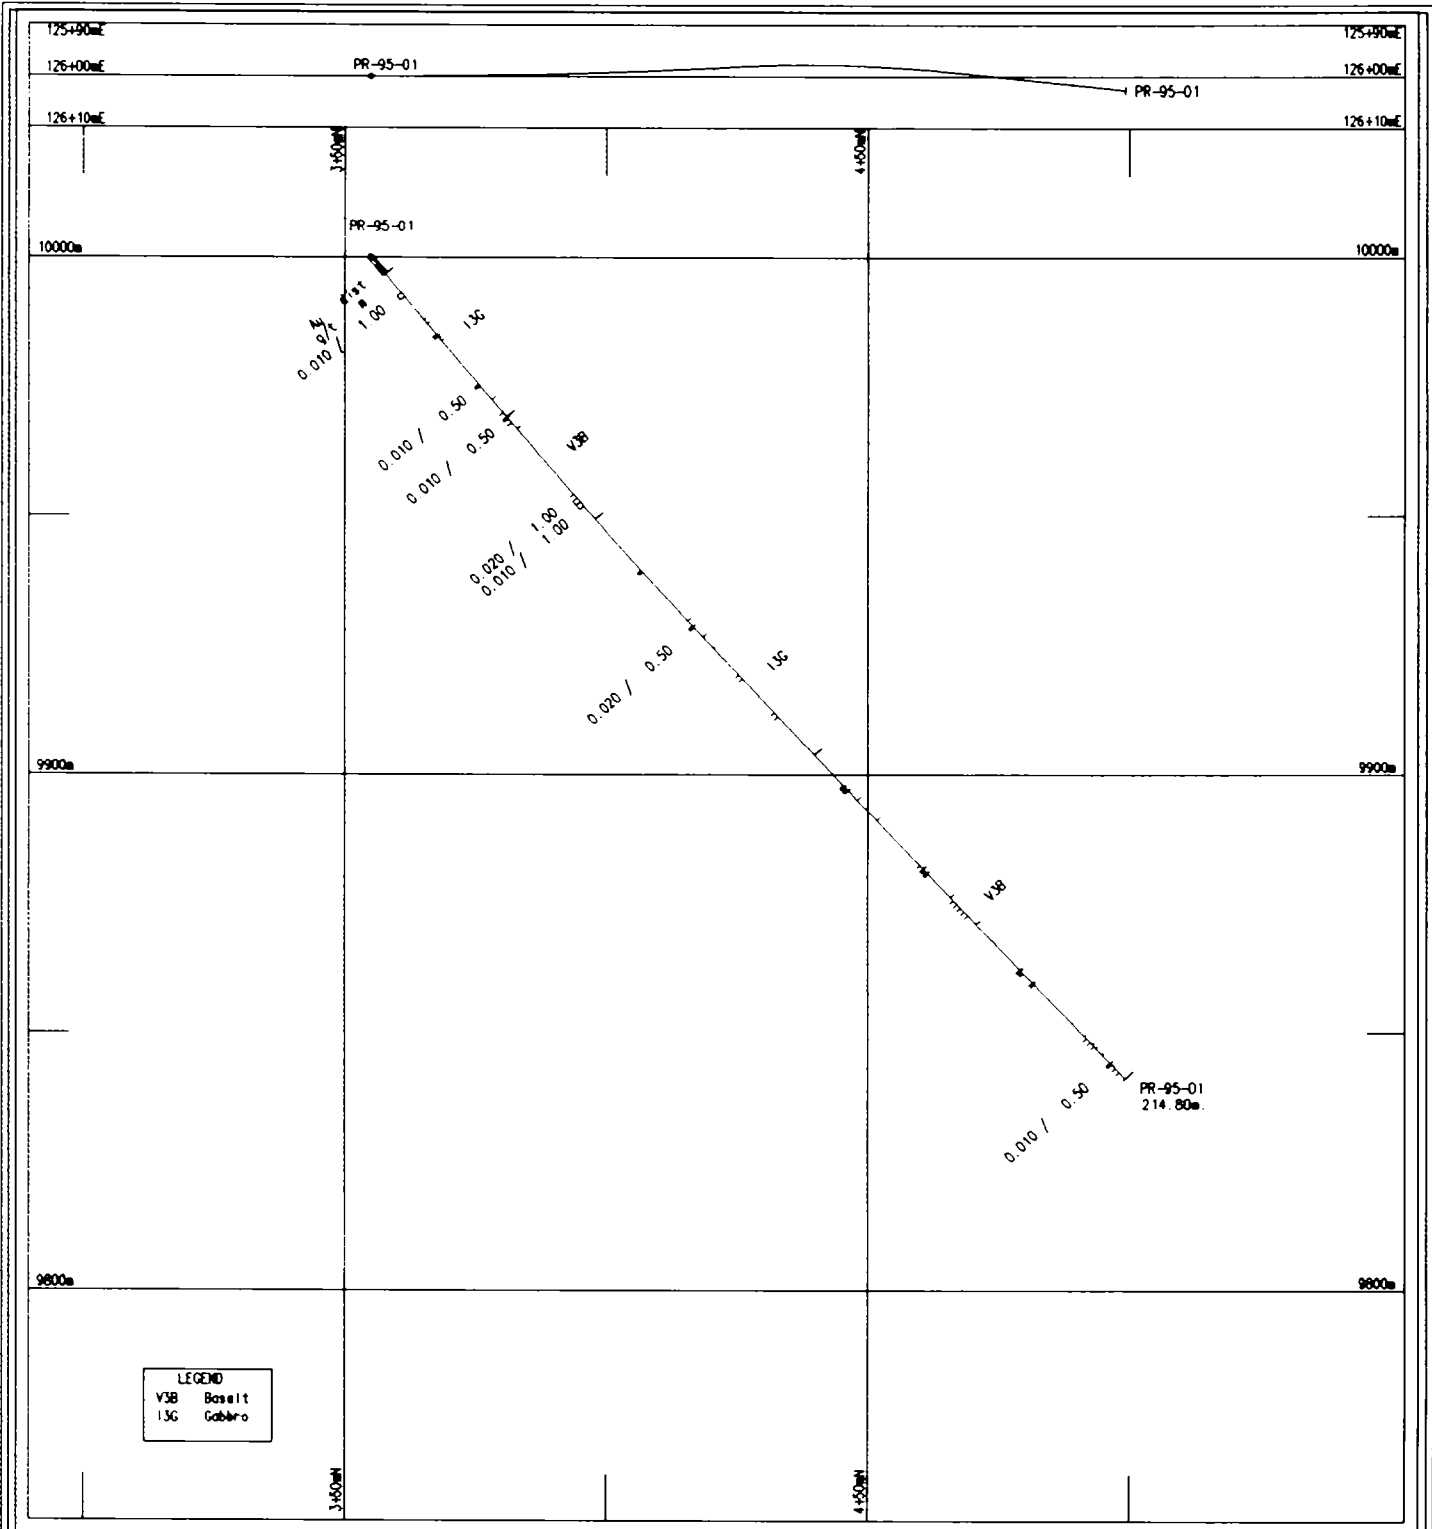 125+90mE 125+90mE
126+00mE PR-95-01 126+00mE
PR-95-01
126+10mE 126+10mE
3+50mN 4+50mN
PR-95-01
10000m 10000m
Au g/t
0.010 / 1.00
I3G
0.010 / 0.50
0.010 / 0.50
V3B
0.020 / 1.00
0.010 / 1.00
0.020 / 0.50
I3G
9900m 9900m
V3B
0.010 / 0.50
PR-95-01
214.80m.
9800m 9800m
LEGEND
V3B Basalt
I3G Gabbro
3+50mN 4+50mN